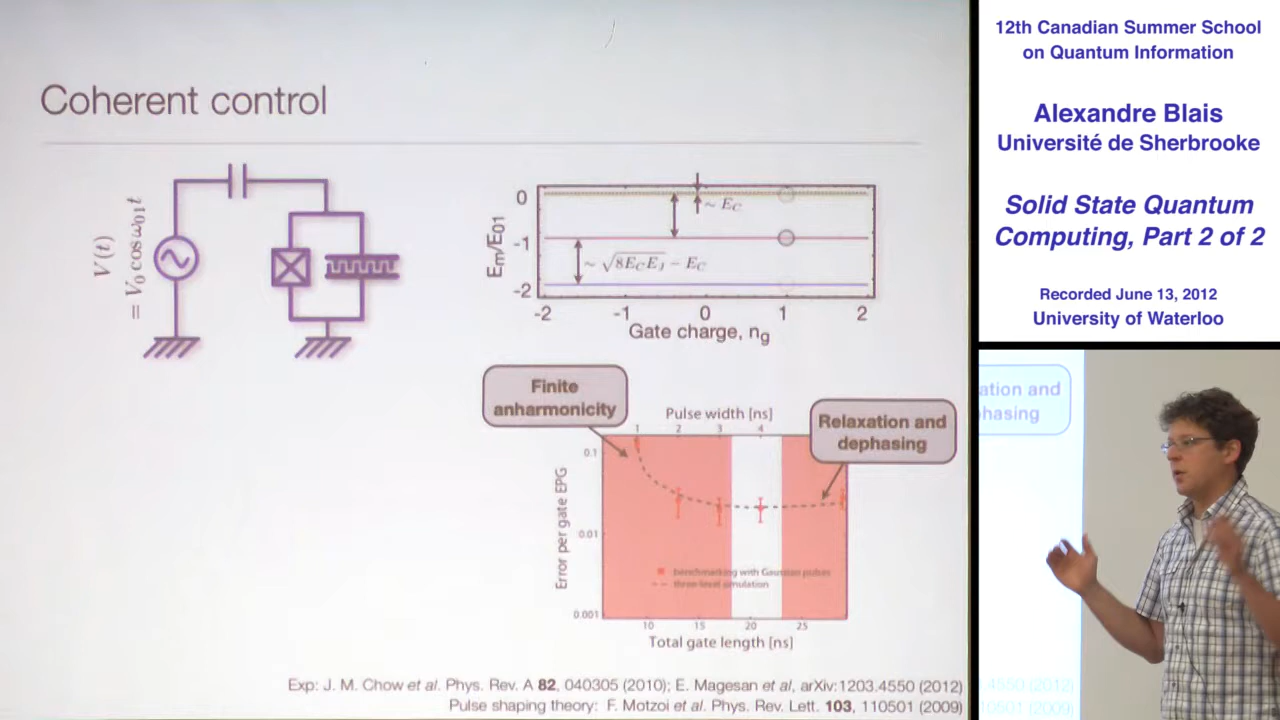 Coherent control
V(t)
= V₀ cos ω₀₁t
Eₘ/E₀₁
0
-1
-2
~ E_C
~ √8E_CE_J − E_C
-2
-1
0
1
2
Gate charge, n_g
Finite
anharmonicity
Relaxation and
dephasing
Pulse width [ns]
1
2
3
4
Error per gate EPG
0.1
0.01
0.001
benchmarking with Gaussian pulses
three-level simulation
10
15
20
25
Total gate length [ns]
Exp: J. M. Chow et al. Phys. Rev. A 82, 040305 (2010); E. Magesan et al, arXiv:1203.4550 (2012)
Pulse shaping theory: F. Motzoi et al. Phys. Rev. Lett. 103, 110501 (2009)
12th Canadian Summer School
on Quantum Information
Alexandre Blais
Université de Sherbrooke
Solid State Quantum
Computing, Part 2 of 2
Recorded June 13, 2012
University of Waterloo
ation and
hasing
4550 (2012)
10501 (2009)